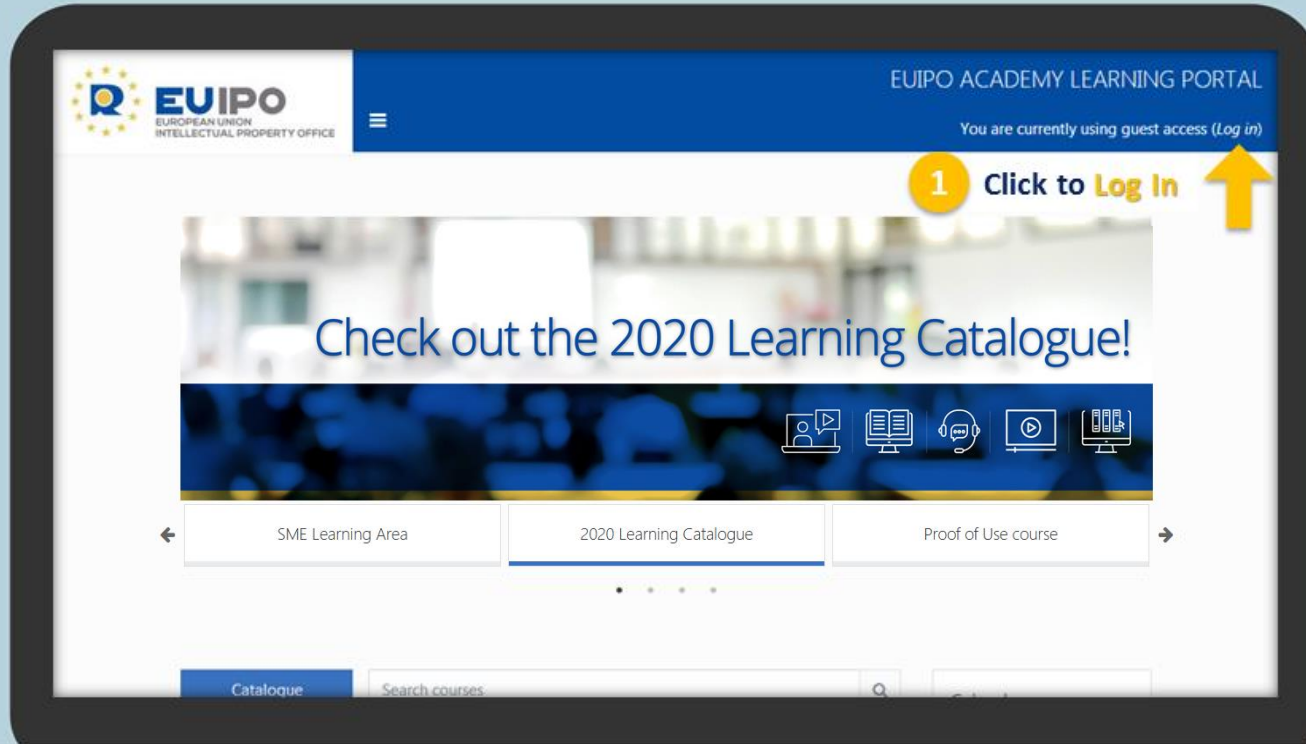 R
EUIPO
EUROPEAN UNION
INTELLECTUAL PROPERTY OFFICE
EUIPO ACADEMY LEARNING PORTAL
You are currently using guest access (Log in)
1 Click to Log In
Check out the 2020 Learning Catalogue!
SME Learning Area
2020 Learning Catalogue
Proof of Use course
Catalogue
Search courses